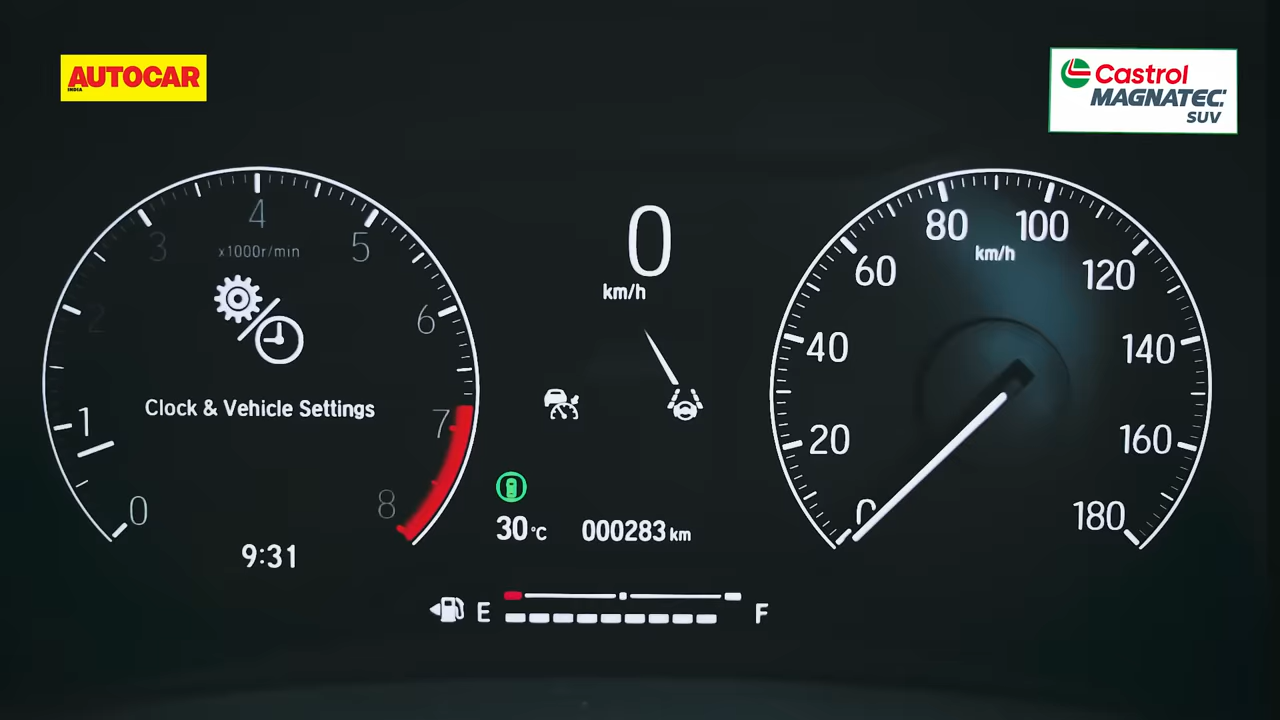 AUTOCAR
INDIA
Castrol
MAGNATEC
SUV
4
3
5
x1000r/min
2
6
Clock & Vehicle Settings
1
7
8
0
9:31
0
km/h
30°C
000283 km
E
F
80
100
km/h
60
120
40
140
20
160
0
180